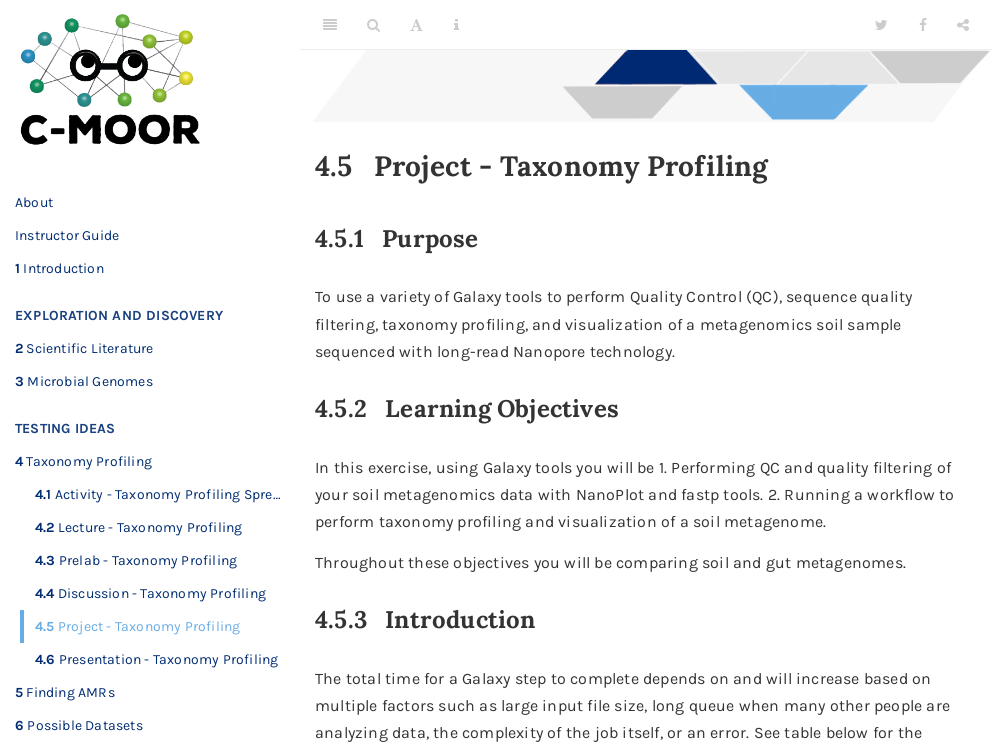 C-MOOR
About
Instructor Guide
1 Introduction
EXPLORATION AND DISCOVERY
2 Scientific Literature
3 Microbial Genomes
TESTING IDEAS
4 Taxonomy Profiling
4.1 Activity - Taxonomy Profiling Spre...
4.2 Lecture - Taxonomy Profiling
4.3 Prelab - Taxonomy Profiling
4.4 Discussion - Taxonomy Profiling
4.5 Project - Taxonomy Profiling
4.6 Presentation - Taxonomy Profiling
5 Finding AMRs
6 Possible Datasets
4.5 Project - Taxonomy Profiling
4.5.1 Purpose
To use a variety of Galaxy tools to perform Quality Control (QC), sequence quality
filtering, taxonomy profiling, and visualization of a metagenomics soil sample
sequenced with long-read Nanopore technology.
4.5.2 Learning Objectives
In this exercise, using Galaxy tools you will be 1. Performing QC and quality filtering of
your soil metagenomics data with NanoPlot and fastp tools. 2. Running a workflow to
perform taxonomy profiling and visualization of a soil metagenome.
Throughout these objectives you will be comparing soil and gut metagenomes.
4.5.3 Introduction
The total time for a Galaxy step to complete depends on and will increase based on
multiple factors such as large input file size, long queue when many other people are
analyzing data, the complexity of the job itself, or an error. See table below for the